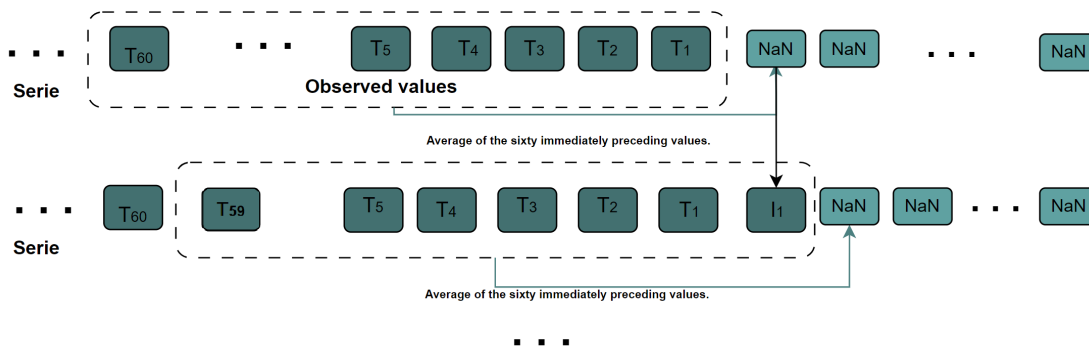 . . . T60 . . . T5 T4 T3 T2 T1 NaN NaN . . . NaN
Serie
Observed values
Average of the sixty immediately preceding values.
. . . T60 T59 T5 T4 T3 T2 T1 I1 NaN NaN . . . NaN
Serie
Average of the sixty immediately preceding values.
. . .